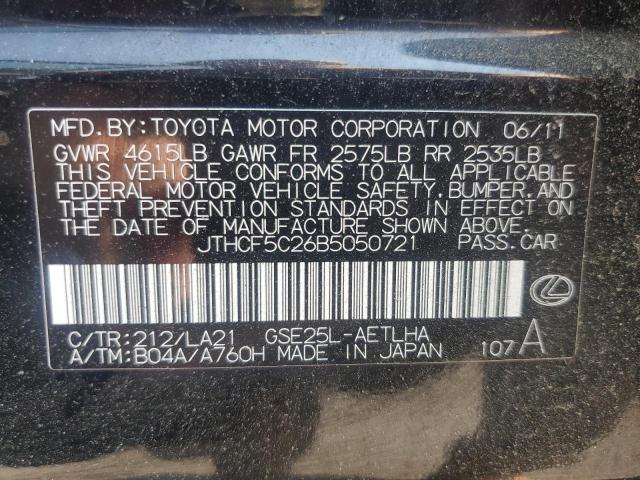 MFD.BY:TOYOTA MOTOR CORPORATION 06/11
GVWR 4615LB GAWR FR 2575LB RR 2535LB
THIS VEHICLE CONFORMS TO ALL APPLICABLE
FEDERAL MOTOR VEHICLE SAFETY,BUMPER,AND
THEFT PREVENTION STANDARDS IN EFFECT ON
THE DATE OF MANUFACTURE SHOWN ABOVE.
JTHCF5C26B5050721 PASS.CAR
C/TR:212/LA21 GSE25L-AETLHA
A/TM:B04A/A760H MADE IN JAPAN 107 A